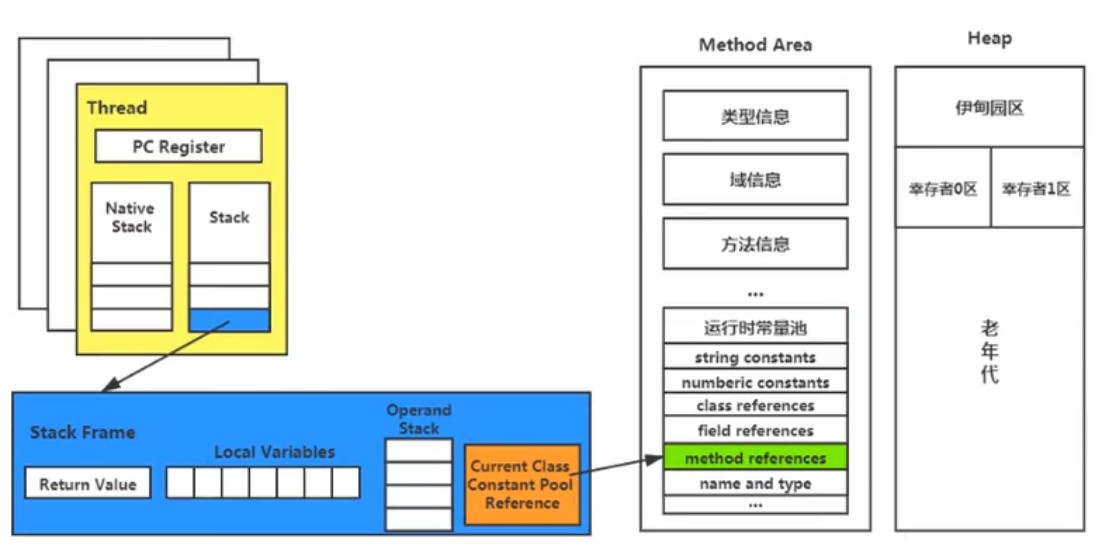 Thread
PC Register
Native
Stack
Stack
Stack Frame
Return Value
Local Variables
Operand
Stack
Current Class
Constant Pool
Reference
Method Area
类型信息
域信息
方法信息
...
运行时常量池
string constants
numberic constants
class references
field references
method references
name and type
...
Heap
伊甸园区
幸存者0区
幸存者1区
老
年
代